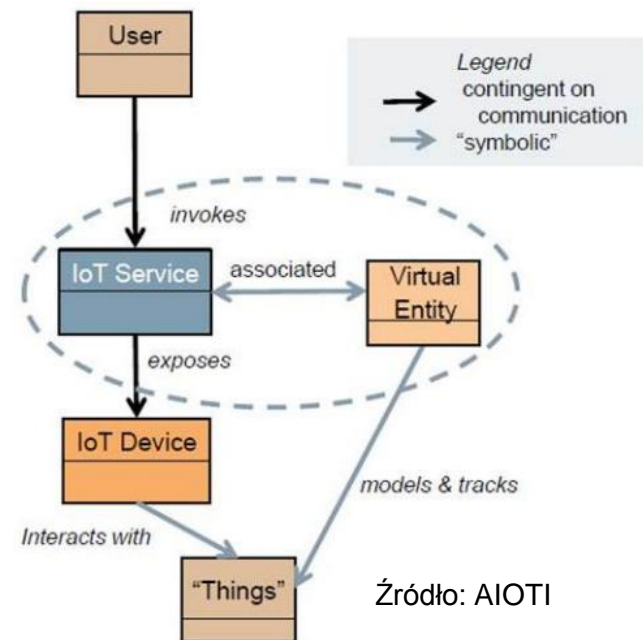 User
Legend
contingent on
communication
"symbolic"
invokes
IoT Service
associated
Virtual
Entity
exposes
IoT Device
models & tracks
Interacts with
"Things"
Źródło: AIOTI